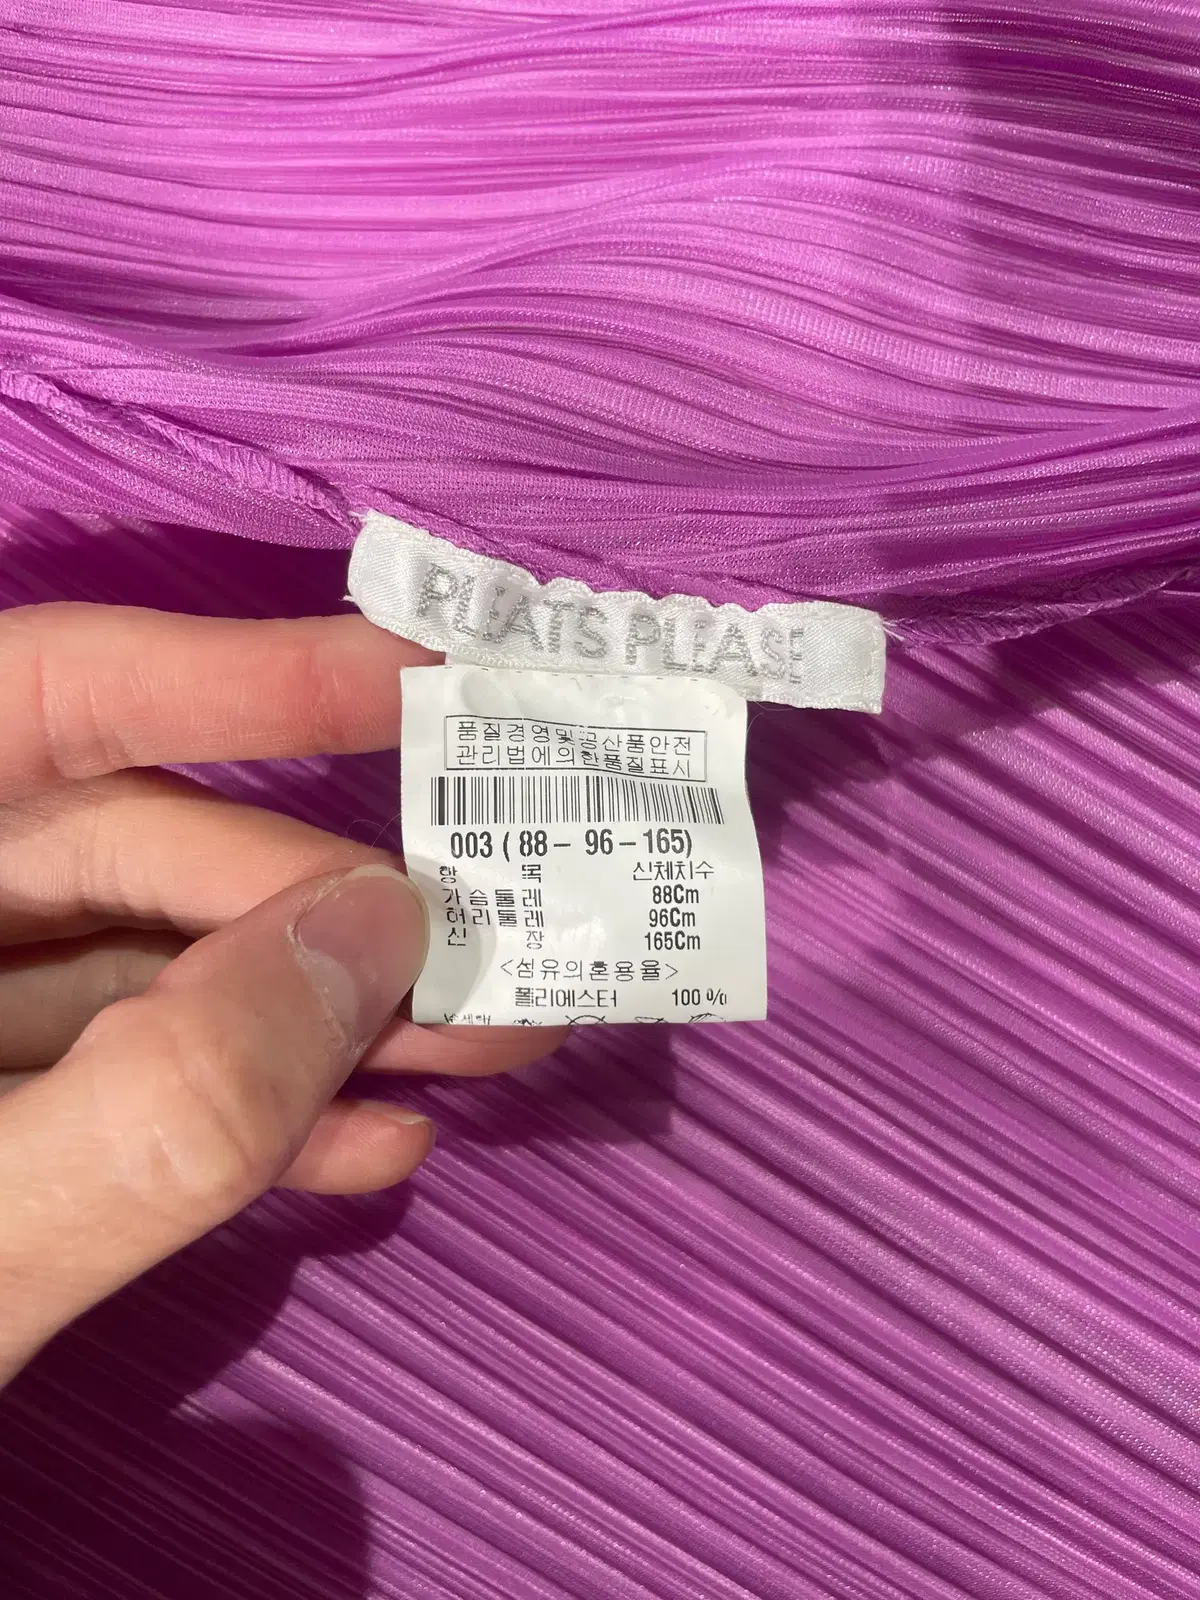 PLEATS PLEASE
품질경영및공산품안전
관리법에의한품질표시
003 ( 88 – 96 – 165)
항 목 신체치수
가슴둘레 88Cm
허리둘레 96Cm
신 장 165Cm
<섬유의혼용율>
폴리에스터 100 %